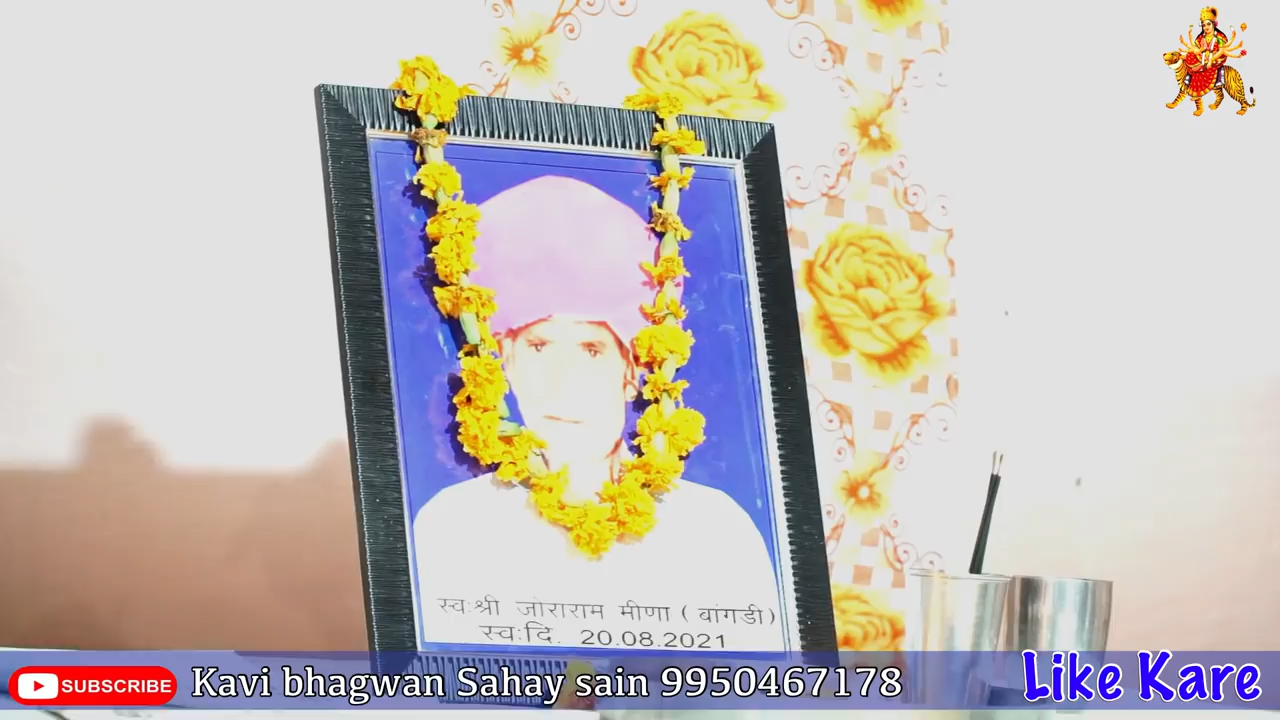 स्व:श्री जोराराम मीणा ( बांगडी)
स्व:दि. 20.08.2021
SUBSCRIBE Kavi bhagwan Sahay sain 9950467178 Like Kare